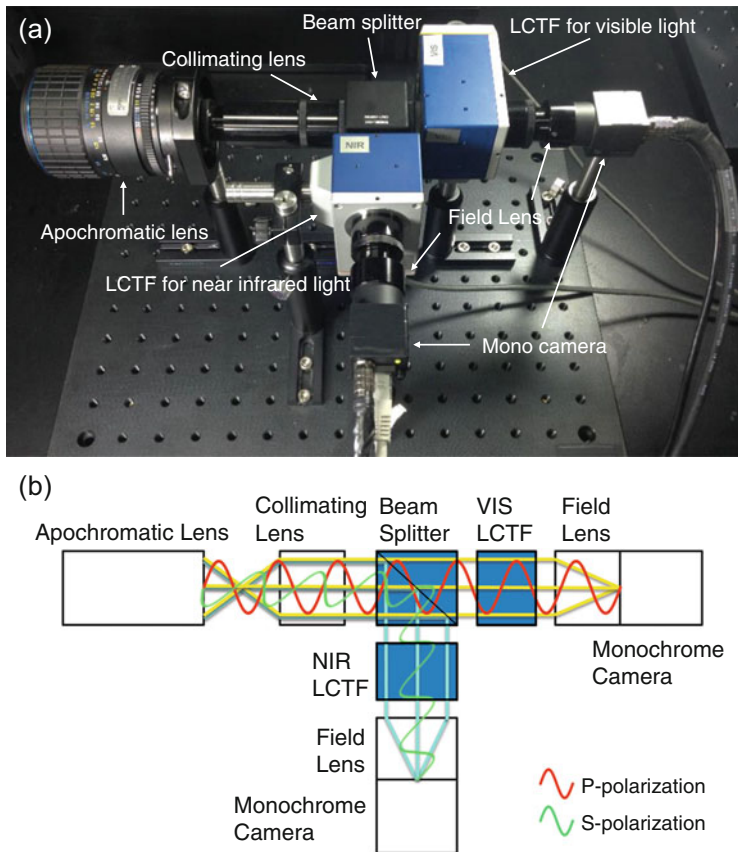 (a)
Beam splitter
LCTF for visible light
Collimating lens
VIS
NIR
Apochromatic lens
Field Lens
LCTF for near infrared light
Mono camera
(b)
Apochromatic Lens
Collimating
Lens
Beam
Splitter
VIS
LCTF
Field
Lens
Monochrome
Camera
NIR
LCTF
Field
Lens
Monochrome
Camera
P-polarization
S-polarization